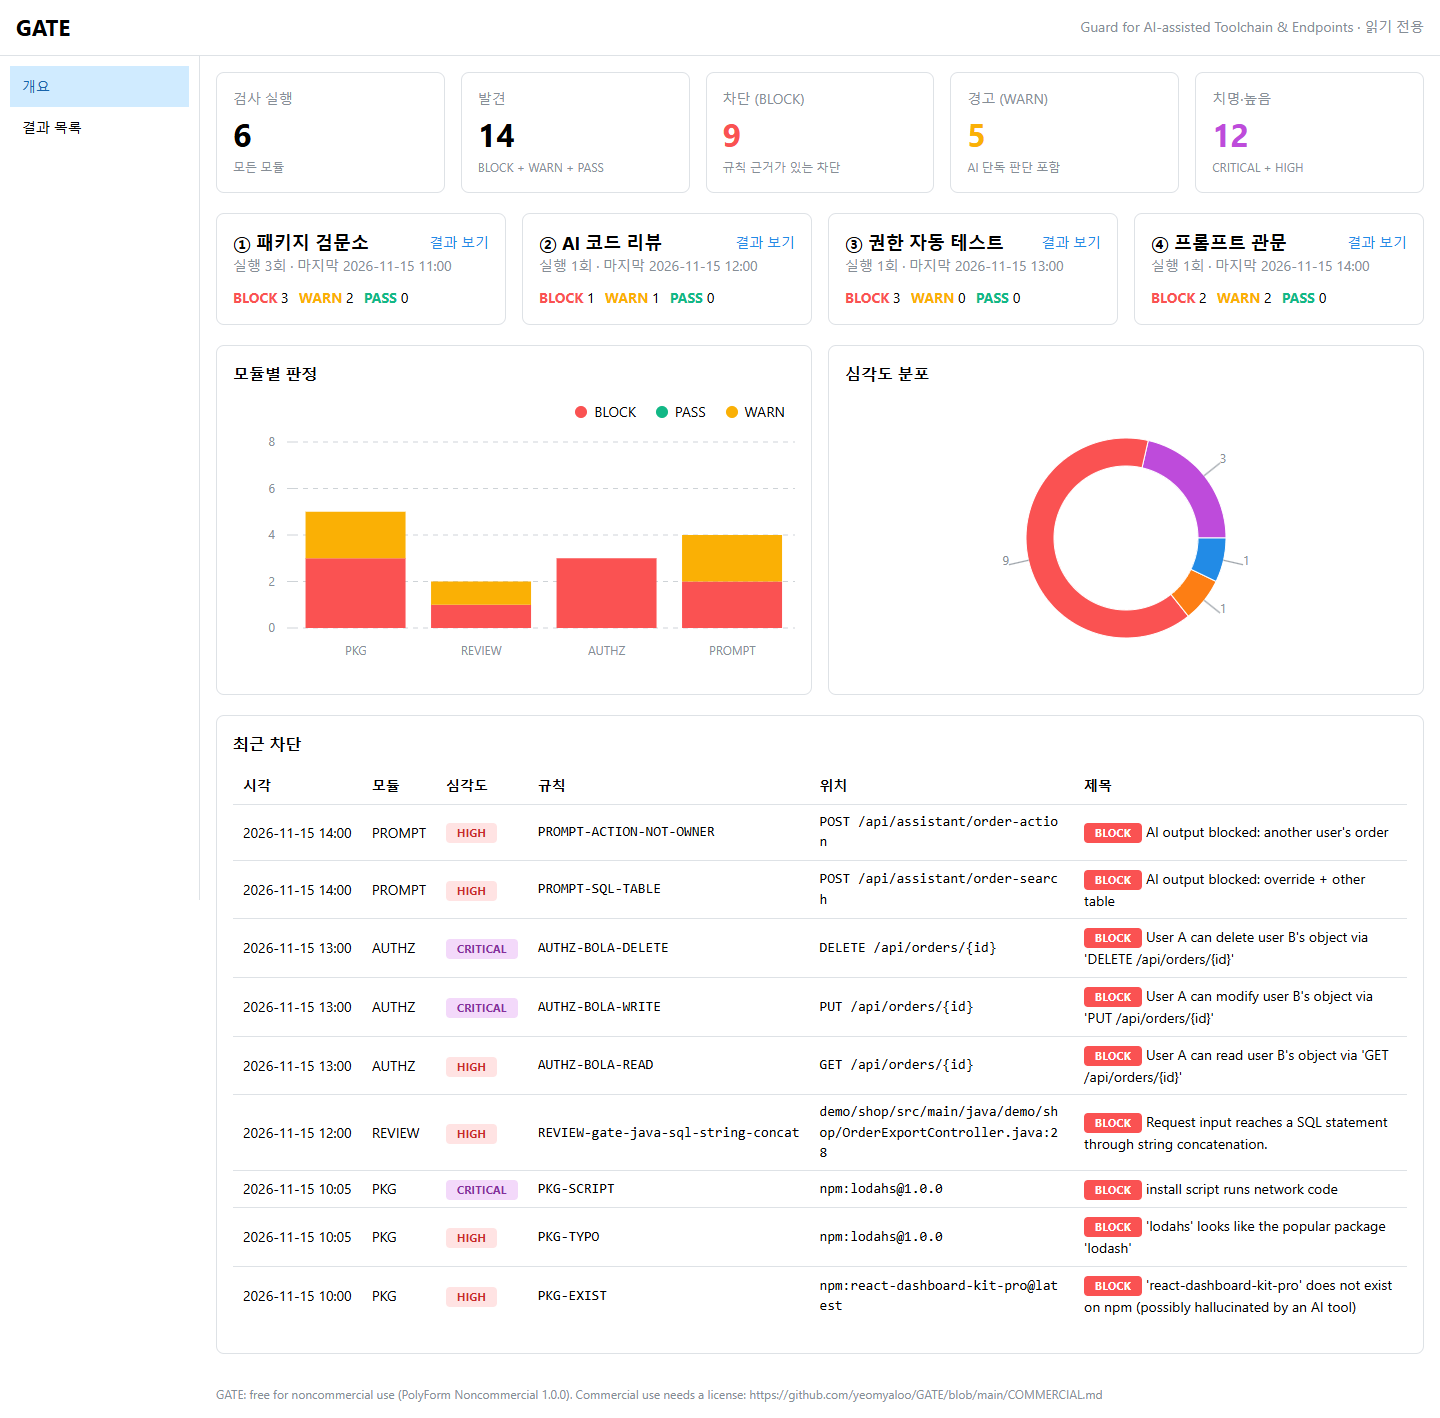 GATE
Guard for AI-assisted Toolchain & Endpoints · 읽기 전용
개요
결과 목록
검사 실행
6
모든 모듈
발견
14
BLOCK + WARN + PASS
차단 (BLOCK)
9
규칙 근거가 있는 차단
경고 (WARN)
5
AI 단독 판단 포함
치명·높음
12
CRITICAL + HIGH
① 패키지 검문소 결과 보기
실행 3회 · 마지막 2026-11-15 11:00
BLOCK 3 WARN 2 PASS 0
② AI 코드 리뷰 결과 보기
실행 1회 · 마지막 2026-11-15 12:00
BLOCK 1 WARN 1 PASS 0
③ 권한 자동 테스트 결과 보기
실행 1회 · 마지막 2026-11-15 13:00
BLOCK 3 WARN 0 PASS 0
④ 프롬프트 관문 결과 보기
실행 1회 · 마지막 2026-11-15 14:00
BLOCK 2 WARN 2 PASS 0
모듈별 판정
BLOCK PASS WARN
8
6
4
2
0
PKG REVIEW AUTHZ PROMPT
심각도 분포
3
9
1
1
최근 차단
시각 모듈 심각도 규칙 위치 제목
2026-11-15 14:00 PROMPT HIGH PROMPT-ACTION-NOT-OWNER POST /api/assistant/order-actio
n
BLOCK AI output blocked: another user's order
2026-11-15 14:00 PROMPT HIGH PROMPT-SQL-TABLE POST /api/assistant/order-searc
h
BLOCK AI output blocked: override + other
table
2026-11-15 13:00 AUTHZ CRITICAL AUTHZ-BOLA-DELETE DELETE /api/orders/{id}
BLOCK User A can delete user B's object via
'DELETE /api/orders/{id}'
2026-11-15 13:00 AUTHZ CRITICAL AUTHZ-BOLA-WRITE PUT /api/orders/{id}
BLOCK User A can modify user B's object via
'PUT /api/orders/{id}'
2026-11-15 13:00 AUTHZ HIGH AUTHZ-BOLA-READ GET /api/orders/{id}
BLOCK User A can read user B's object via 'GET
/api/orders/{id}'
2026-11-15 12:00 REVIEW HIGH REVIEW-gate-java-sql-string-concat demo/shop/src/main/java/demo/sh
op/OrderExportController.java:2
8
BLOCK Request input reaches a SQL statement
through string concatenation.
2026-11-15 10:05 PKG CRITICAL PKG-SCRIPT npm:lodahs@1.0.0 BLOCK install script runs network code
2026-11-15 10:05 PKG HIGH PKG-TYPO npm:lodahs@1.0.0
BLOCK 'lodahs' looks like the popular package
'lodash'
2026-11-15 10:00 PKG HIGH PKG-EXIST npm:react-dashboard-kit-pro@lat
est
BLOCK 'react-dashboard-kit-pro' does not exist
on npm (possibly hallucinated by an AI tool)
GATE: free for noncommercial use (PolyForm Noncommercial 1.0.0). Commercial use needs a license: https://github.com/yeomyaloo/GATE/blob/main/COMMERCIAL.md